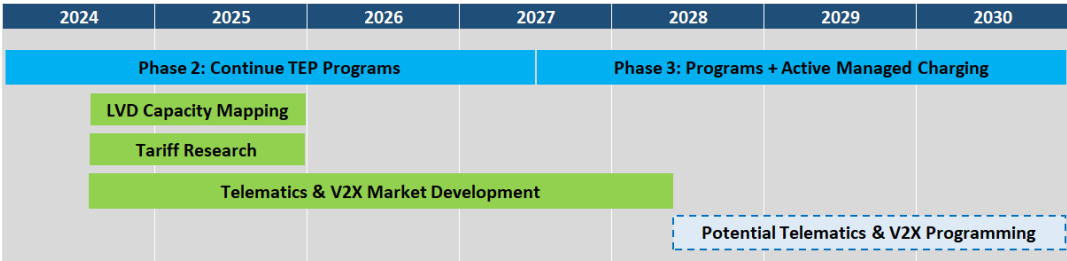 2024 2025 2026 2027 2028 2029 2030
Phase 2: Continue TEP Programs Phase 3: Programs + Active Managed Charging
LVD Capacity Mapping
Tariff Research
Telematics & V2X Market Development
Potential Telematics & V2X Programming